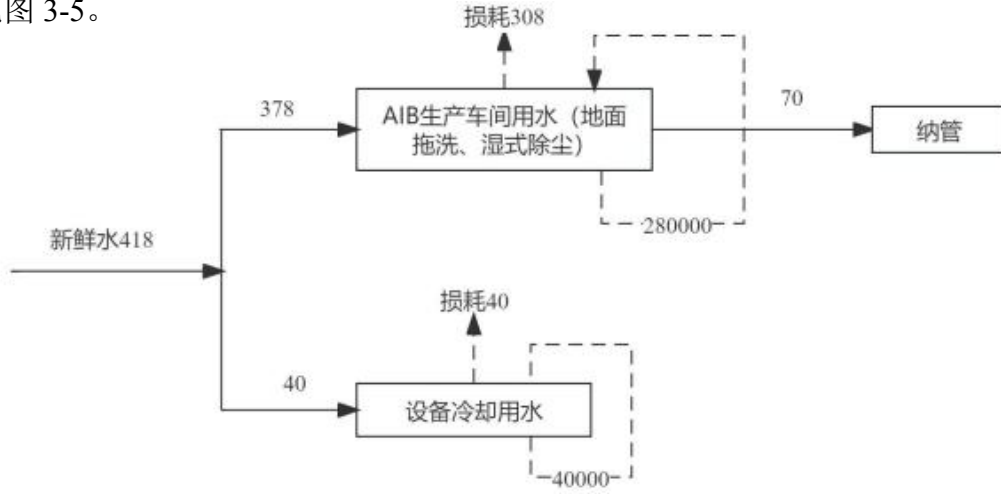 图 3-5。
损耗308
378
AIB生产车间用水（地面
拖洗、湿式除尘）
70
纳管
280000
新鲜水418
损耗40
40
设备冷却用水
40000